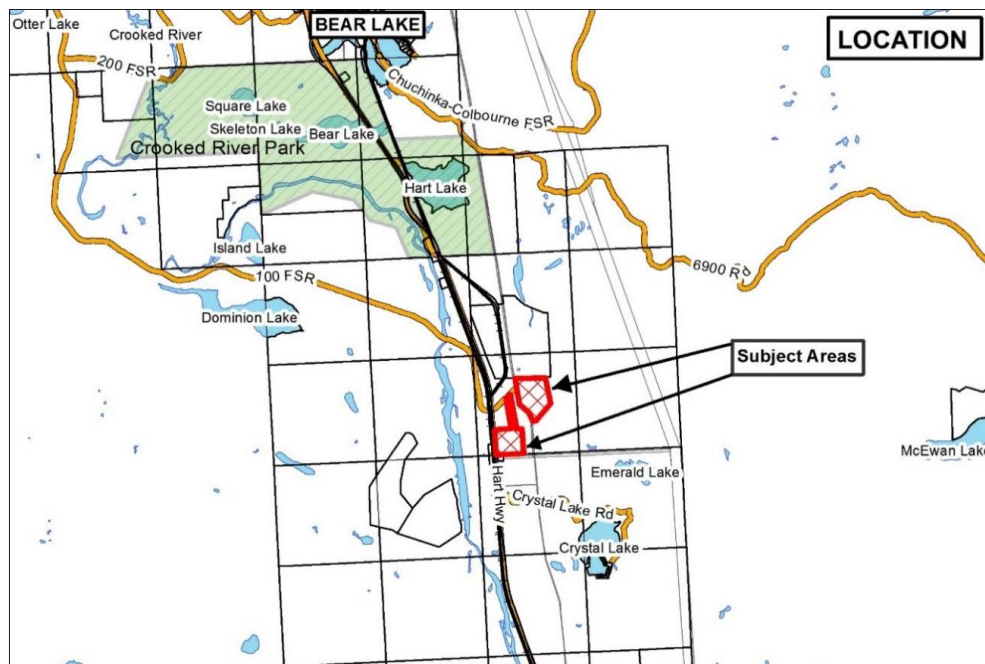 BEAR LAKE
LOCATION
Otter Lake
Crooked River
200 FSR
Chuchinka-Colbourne FSR
Square Lake
Skeleton Lake
Bear Lake
Crooked River Park
Hart Lake
Island Lake
6900 Rd
100 FSR
Dominion Lake
Subject Areas
McEwan Lake
Emerald Lake
Hart Hwy
Crystal Lake Rd
Crystal Lake